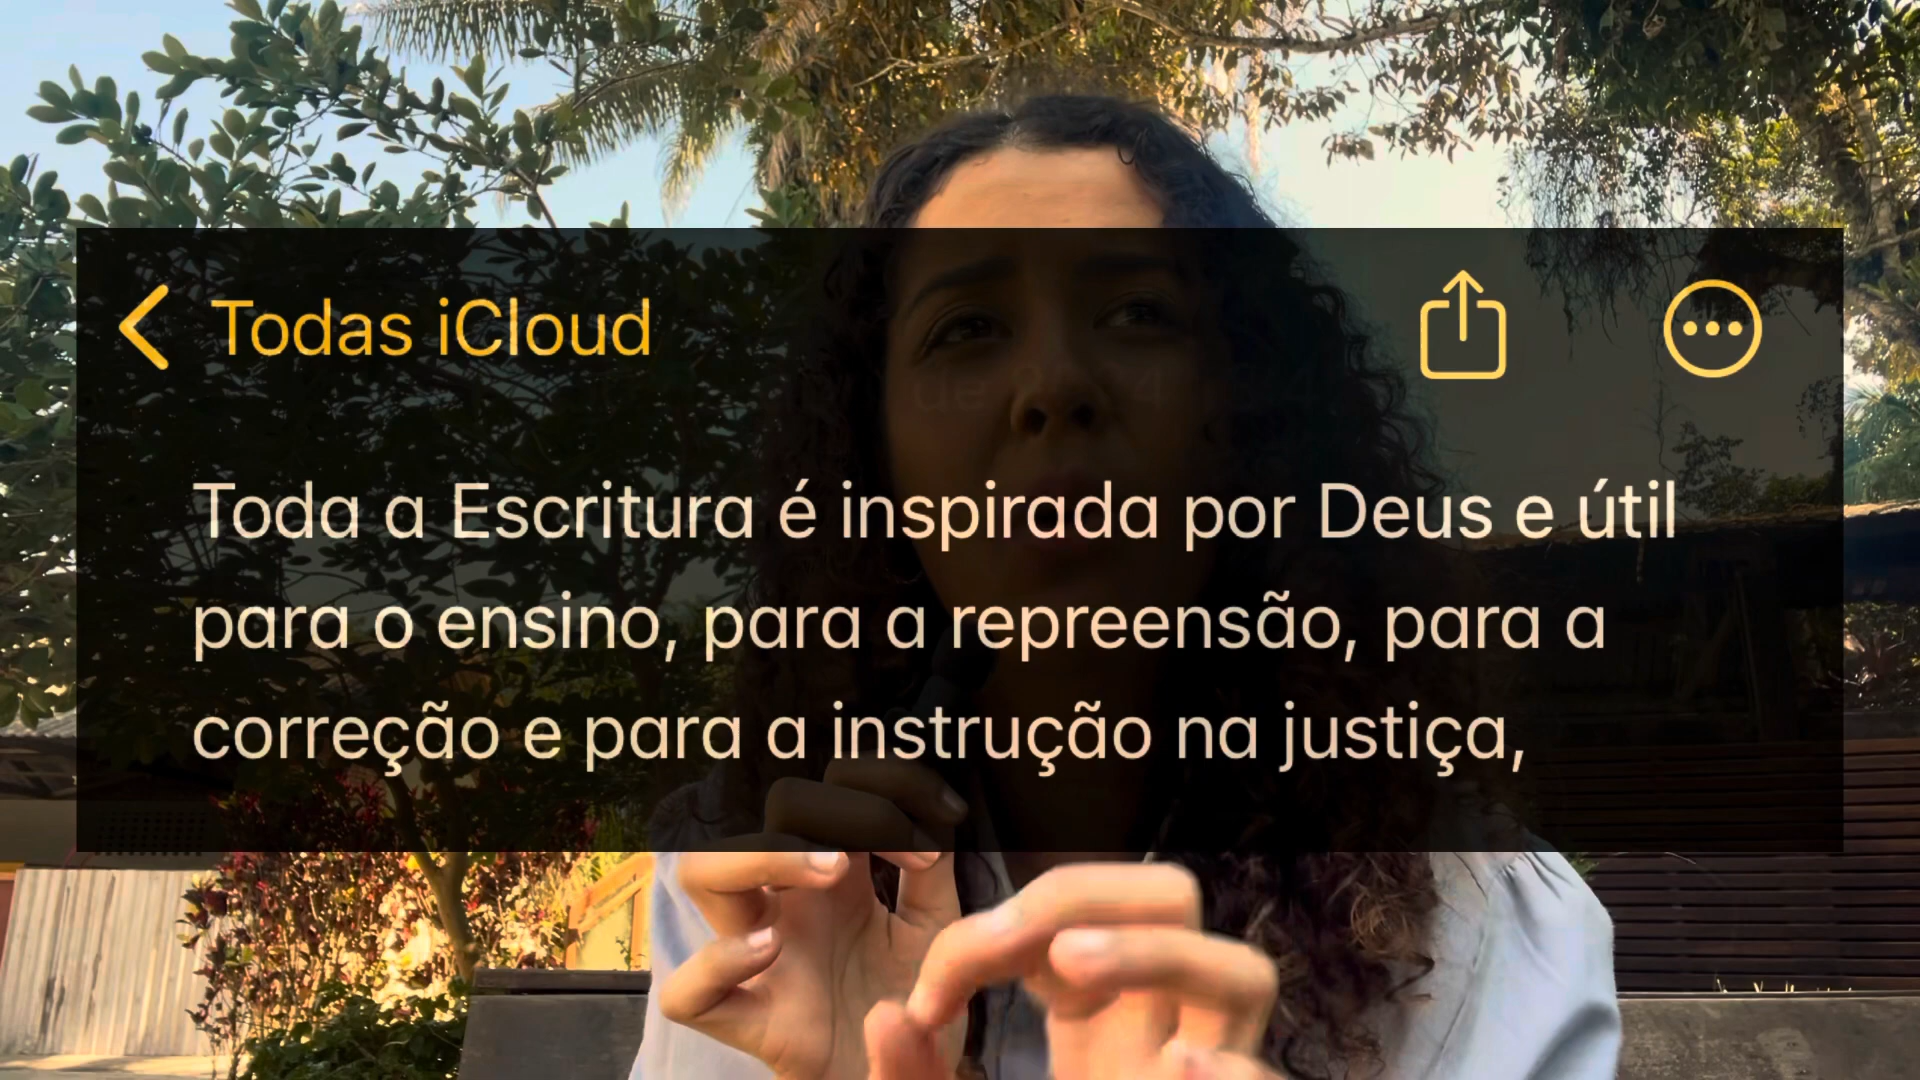 Todas iCloud
Toda a Escritura é inspirada por Deus e útil
para o ensino, para a repreensão, para a
correção e para a instrução na justiça,